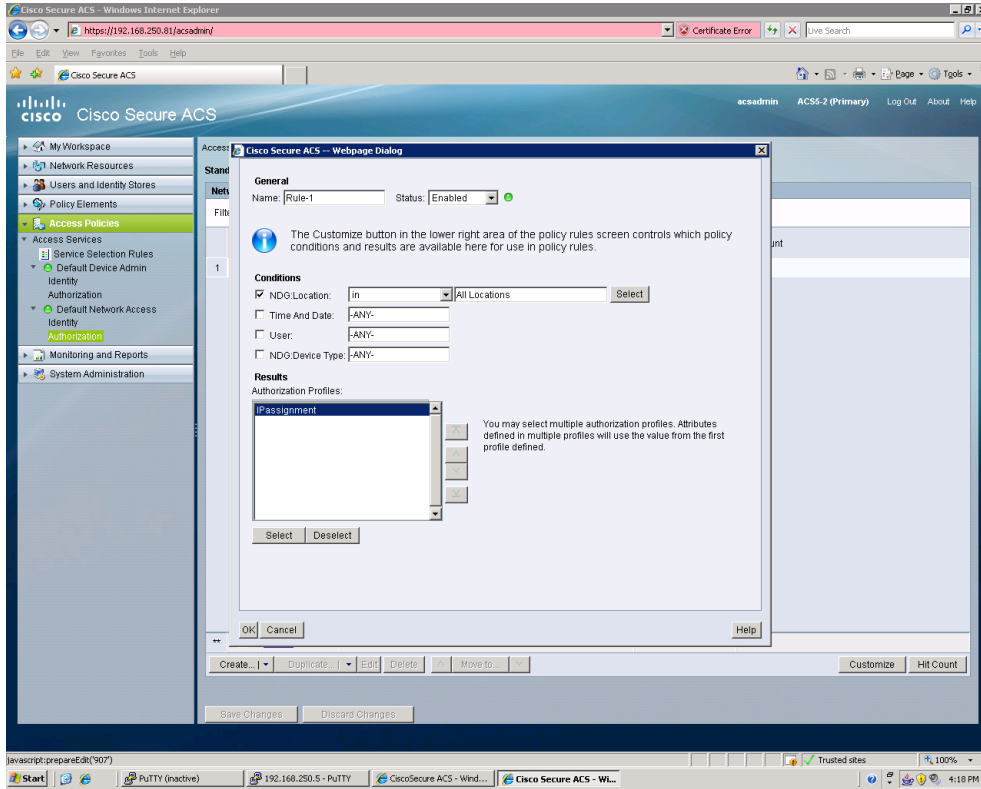 Cisco Secure ACS - Windows Internet Explorer
https://192.168.250.81/acsadmin/
Certificate Error
Live Search
File Edit View Favorites Tools Help
Cisco Secure ACS
Page Tools
CISCO Cisco Secure ACS
acsadmin ACS5-2 (Primary) Log Out About Help
My Workspace
Network Resources
Users and Identity Stores
Policy Elements
Access Policies
Access Services
Service Selection Rules
Default Device Admin
Identity
Authorization
Default Network Access
Identity
Authorization
Monitoring and Reports
System Administration
Access
Stand
Netw
Filte
unt
1
Cisco Secure ACS -- Webpage Dialog
General
Name: Rule-1 Status: Enabled
The Customize button in the lower right area of the policy rules screen controls which policy
conditions and results are available here for use in policy rules.
Conditions
NDG:Location: in All Locations Select
Time And Date: -ANY-
User: -ANY-
NDG:Device Type: -ANY-
Results
Authorization Profiles:
IPassignment
You may select multiple authorization profiles. Attributes
defined in multiple profiles will use the value from the first
profile defined.
Select Deselect
OK Cancel Help
Create... | Duplicate... | Edit Delete Move to... Customize Hit Count
Save Changes Discard Changes
javascript:prepareEdit('907') Trusted sites 100%
Start PuTTY (inactive) 192.168.250.5 - PuTTY CiscoSecure ACS - Wind... Cisco Secure ACS - Wi... 4:18 PM